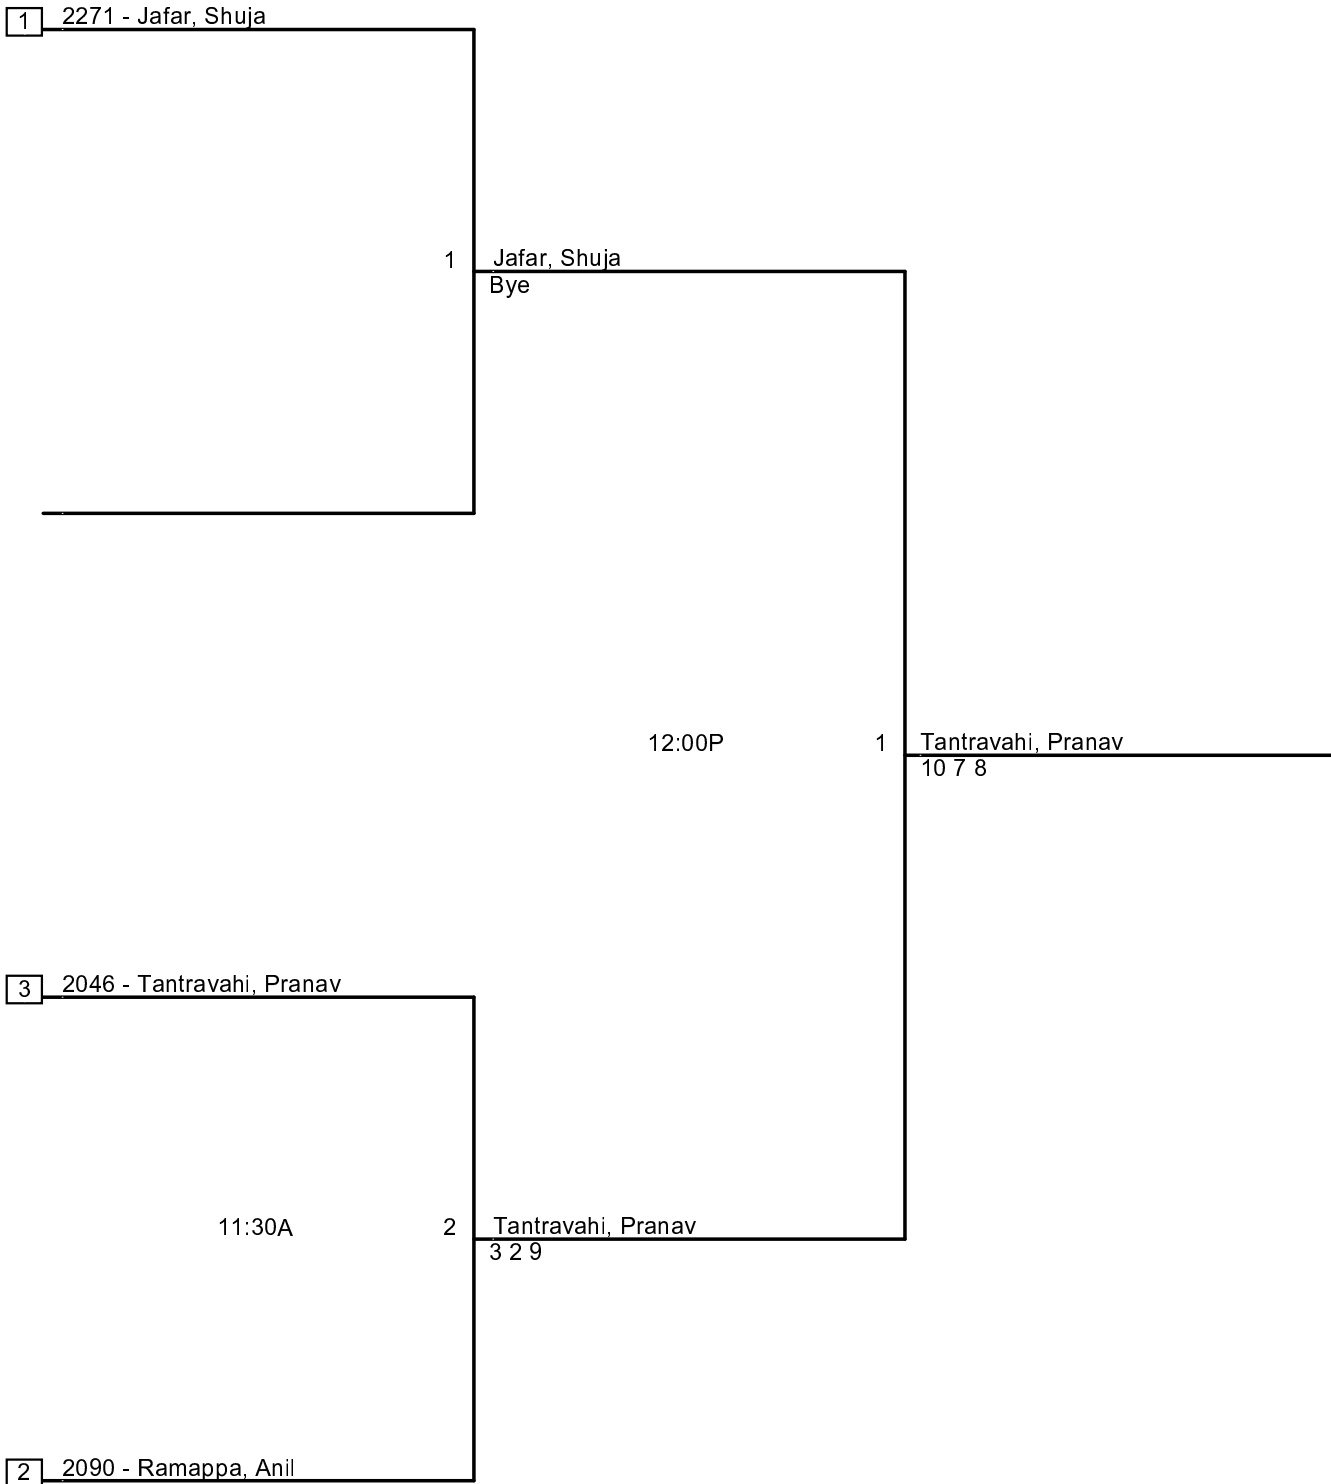 1 2271 - Jafar, Shuja
1 Jafar, Shuja
Bye
12:00P 1 Tantravahi, Pranav
10 7 8
3 2046 - Tantravahi, Pranav
11:30A 2 Tantravahi, Pranav
3 2 9
2 2090 - Ramappa, Anil